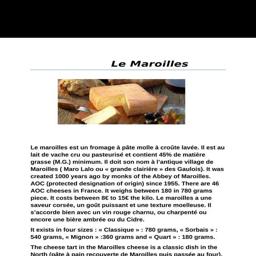 Le Maroilles
Le maroilles est un fromage à pâte molle à croûte lavée. Il est au
lait de vache cru ou pasteurisé et contient 45% de matière
grasse (M.G.) minimum. Il doit son nom à l'antique village de
Maroilles ( Maro Lalo ou « grande clairière » des Gaulois). It was
created 1000 years ago by monks of the Abbey of Maroilles.
AOC (protected designation of origin) since 1955. There are 46
AOC cheeses in France. It weighs between 180 in 780 grams
piece. It costs between 8€ to 15€ the kilo. Le maroilles a une
saveur corsée, un goût puissant et une texture moelleuse. Il
s'accorde bien avec un vin rouge charnu, ou charpenté ou
encore une bière ambrée ou du Cidre.
It exists in four sizes : « Classique » : 780 grams, « Sorbais » :
540 grams, « Mignon » :360 grams and « Quart » : 180 grams.
The cheese tart in the Maroilles cheese is a classic dish in the
North (pâte à pain recouverte de Maroilles puis passée au four).